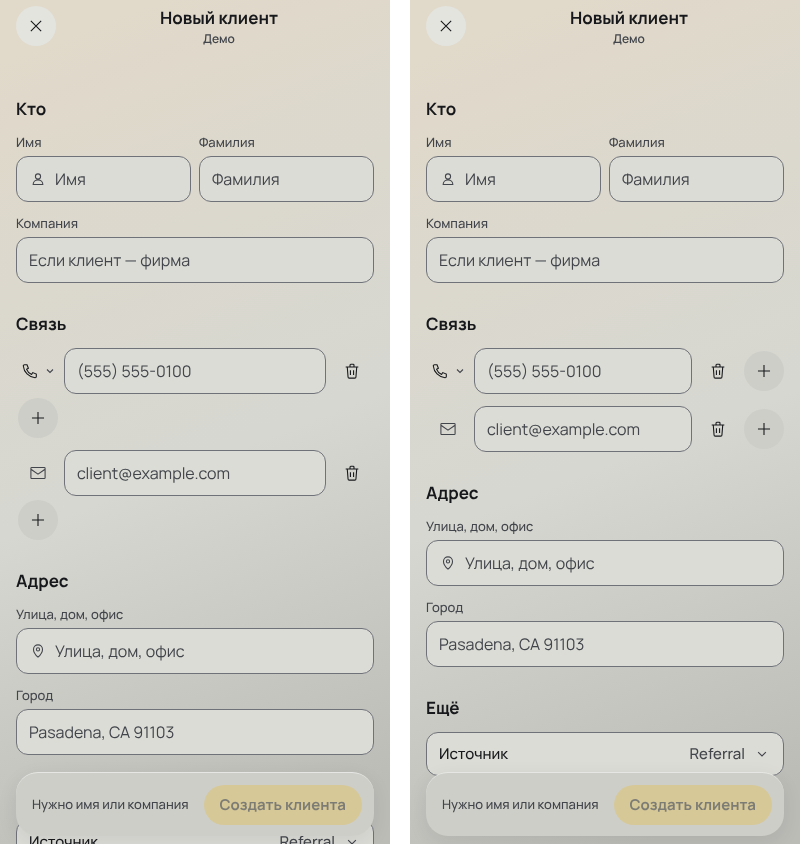 Новый клиент
Демо
Кто
Имя Фамилия
Имя Фамилия
Компания
Если клиент — фирма
Связь
(555) 555-0100
client@example.com
Адрес
Улица, дом, офис
Улица, дом, офис
Город
Pasadena, CA 91103
Нужно имя или компания Создать клиента
Источник Referral
Новый клиент
Демо
Кто
Имя Фамилия
Имя Фамилия
Компания
Если клиент — фирма
Связь
(555) 555-0100
client@example.com
Адрес
Улица, дом, офис
Улица, дом, офис
Город
Pasadena, CA 91103
Ещё
Источник Referral
Нужно имя или компания Создать клиента